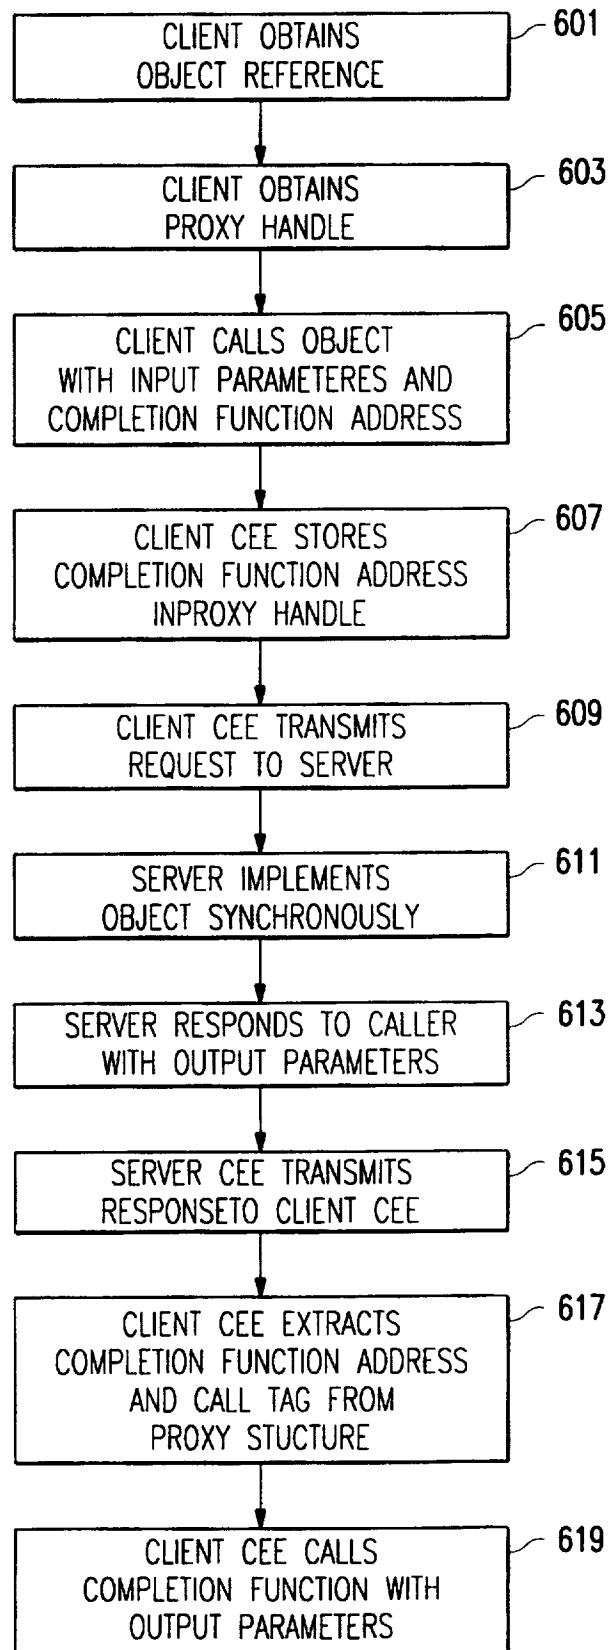 CLIENT OBTAINS
OBJECT REFERENCE
601
CLIENT OBTAINS
PROXY HANDLE
603
CLIENT CALLS OBJECT
WITH INPUT PARAMETERES AND
COMPLETION FUNCTION ADDRESS
605
CLIENT CEE STORES
COMPLETION FUNCTION ADDRESS
INPROXY HANDLE
607
CLIENT CEE TRANSMITS
REQUEST TO SERVER
609
SERVER IMPLEMENTS
OBJECT SYNCHRONOUSLY
611
SERVER RESPONDS TO CALLER
WITH OUTPUT PARAMETERS
613
SERVER CEE TRANSMITS
RESPONSETO CLIENT CEE
615
CLIENT CEE EXTRACTS
COMPLETION FUNCTION ADDRESS
AND CALL TAG FROM
PROXY STUCTURE
617
CLIENT CEE CALLS
COMPLETION FUNCTION WITH
OUTPUT PARAMETERS
619